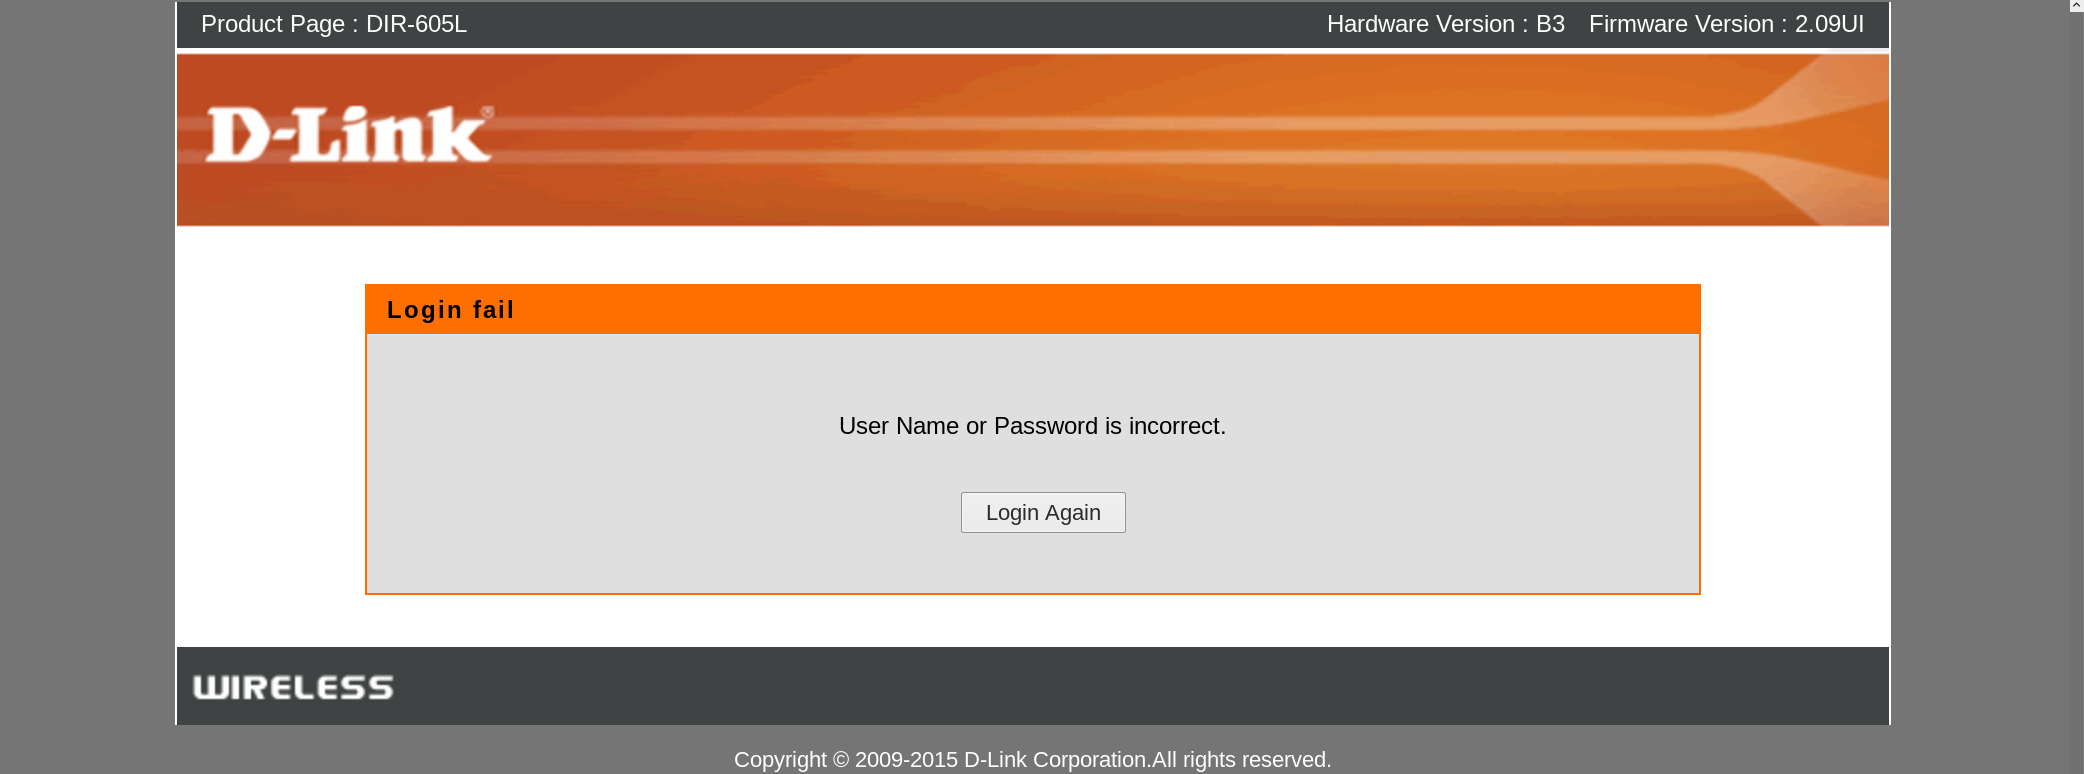 Product Page : DIR-605L Hardware Version : B3 Firmware Version : 2.09UI
D-Link®
Login fail
User Name or Password is incorrect.
Login Again
WIRELESS
Copyright © 2009-2015 D-Link Corporation.All rights reserved.